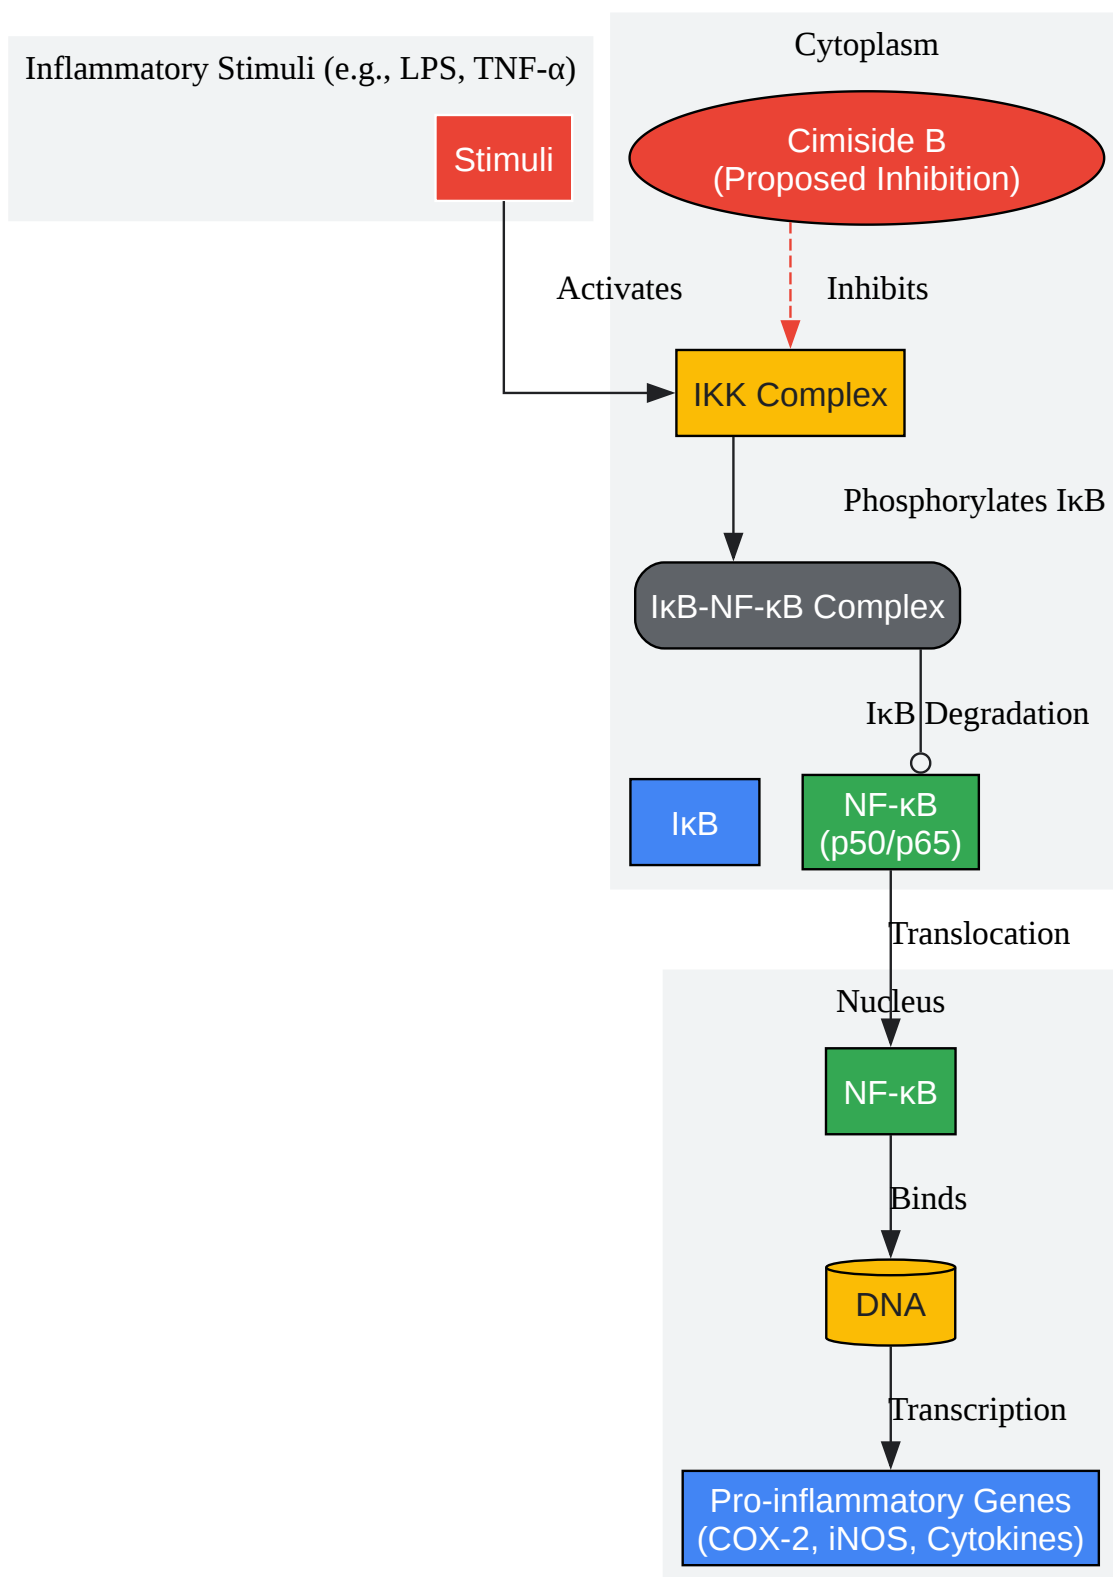 Inflammatory Stimuli (e.g., LPS, TNF-α)
Stimuli
Cytoplasm
Cimiside B
(Proposed Inhibition)
Activates
Inhibits
IKK Complex
Phosphorylates IκB
IκB-NF-κB Complex
IκB Degradation
IκB
NF-κB
(p50/p65)
Translocation
Nucleus
NF-κB
Binds
DNA
Transcription
Pro-inflammatory Genes
(COX-2, iNOS, Cytokines)